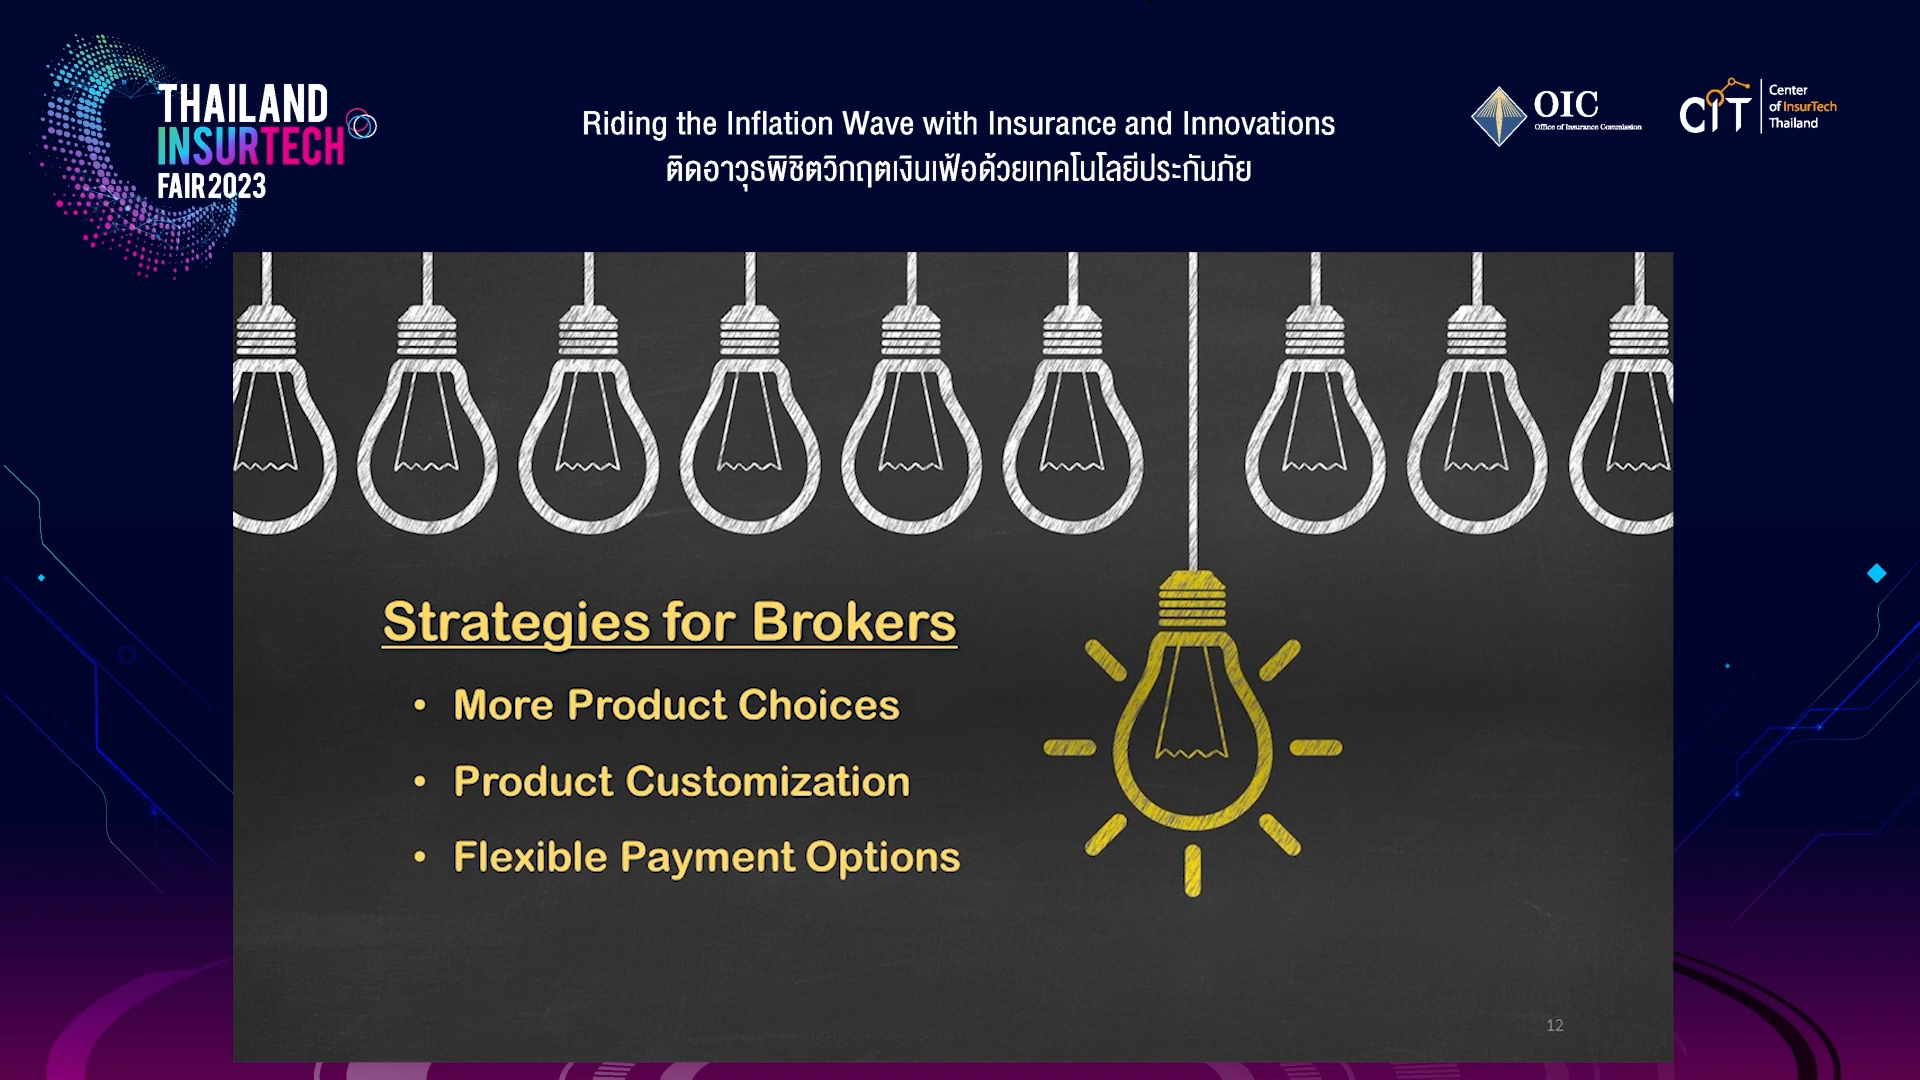 THAILAND
INSURTECH
FAIR 2023
Riding the Inflation Wave with Insurance and Innovations
ติดอาวุธพิชิตวิกฤตเงินเฟ้อด้วยเทคโนโลยีประกันภัย
OIC
Office of Insurance Commission
CIT
Center
of InsurTech
Thailand
Strategies for Brokers
• More Product Choices
• Product Customization
• Flexible Payment Options
12